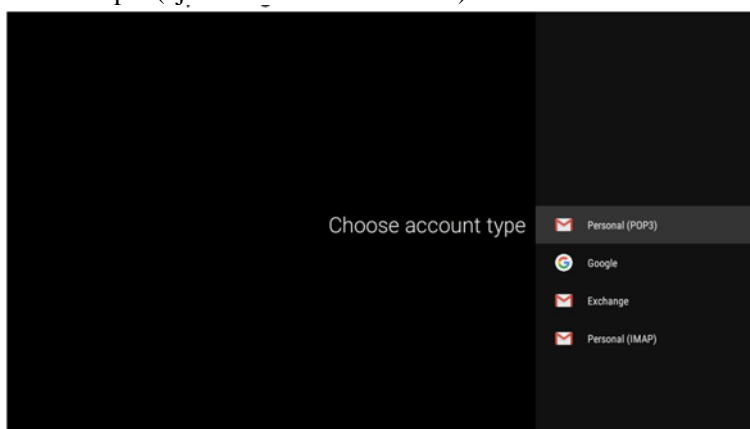 Choose account type
Personal (POP3)
Google
Exchange
Personal (IMAP)